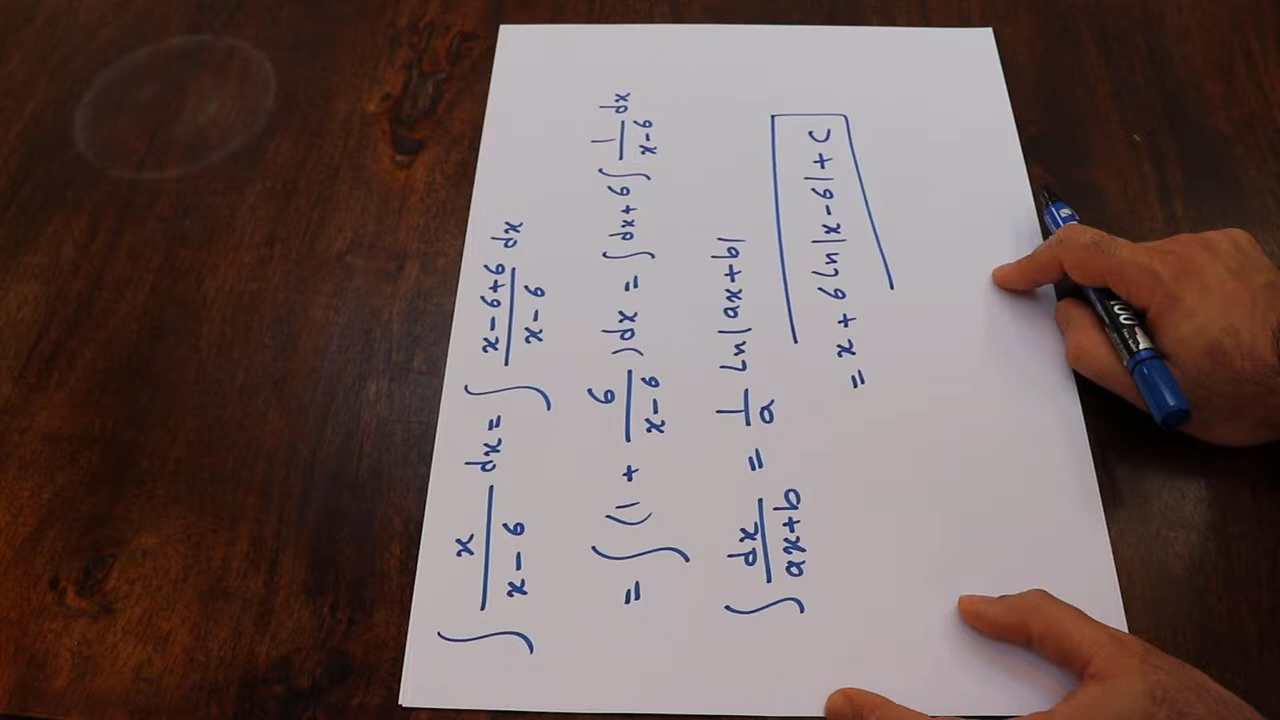 ∫ x/(x-6) dx = ∫ (x-6+6)/(x-6) dx
= ∫ (1 + 6/(x-6)) dx = ∫ dx + 6 ∫ 1/(x-6) dx
∫ dx/(ax+b) = 1/a Ln|ax+b|
= x + 6 Ln|x-6| + C
100